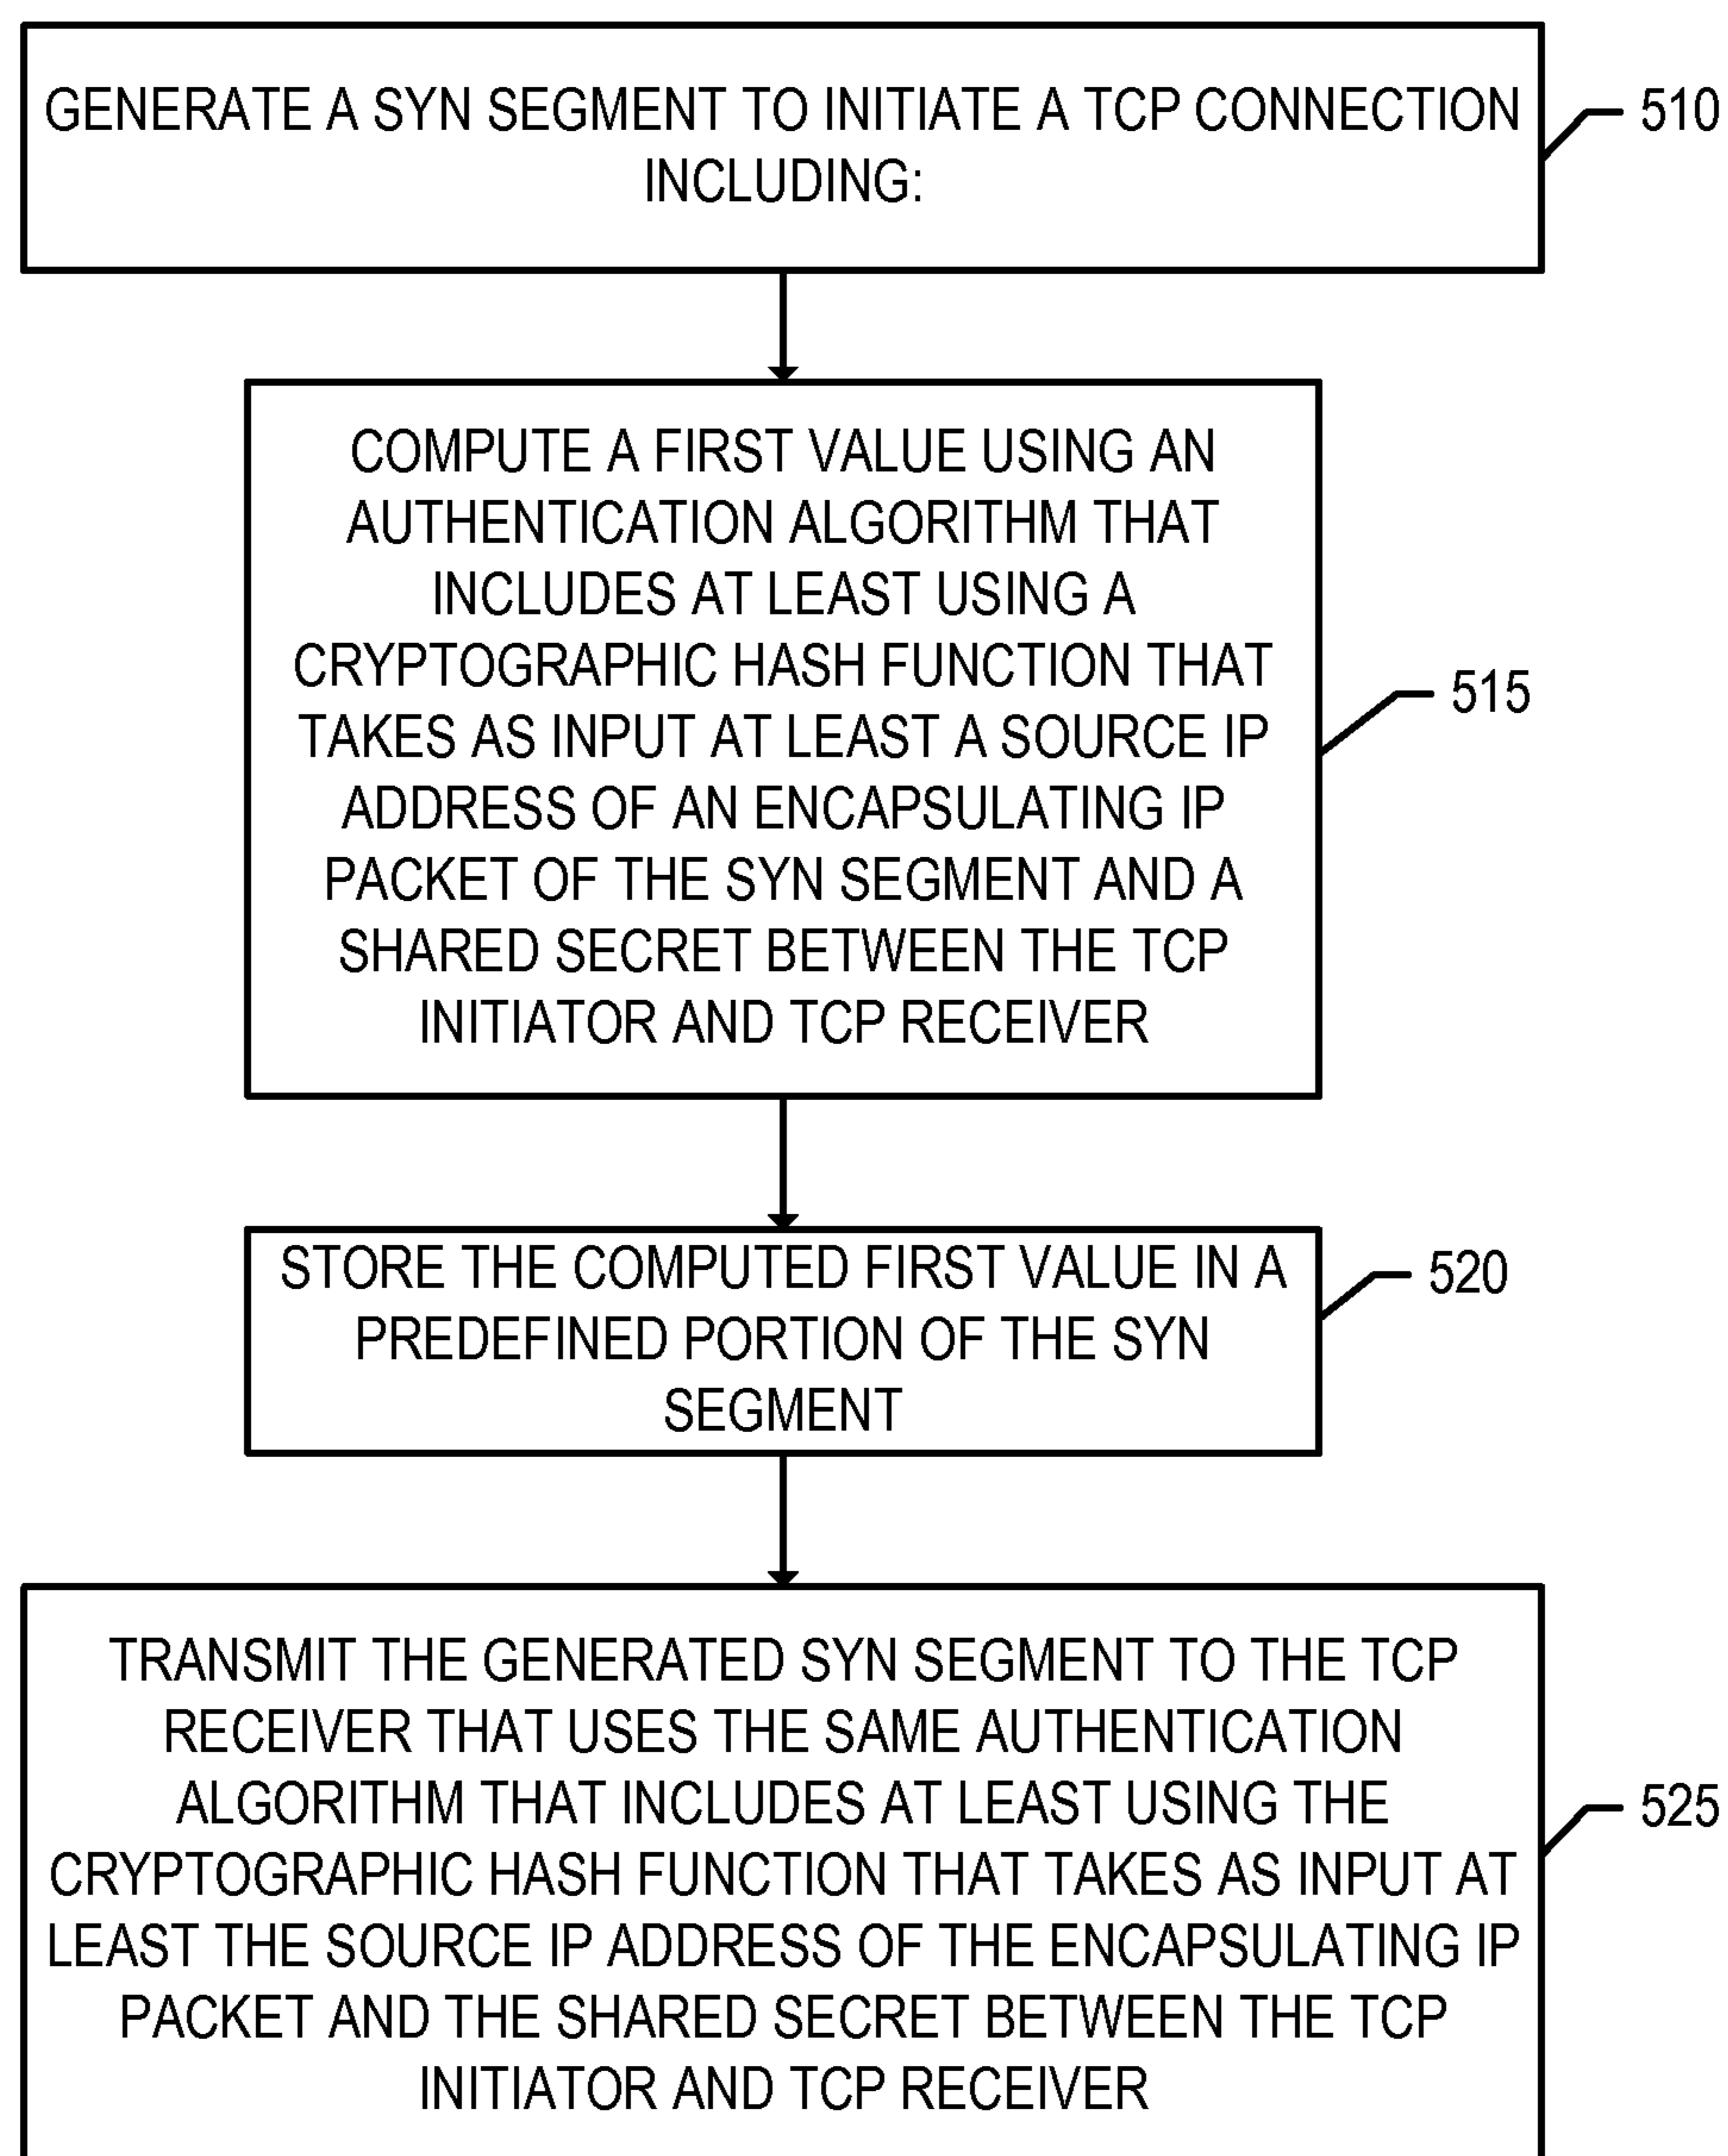 GENERATE A SYN SEGMENT TO INITIATE A TCP CONNECTION
INCLUDING:
510
COMPUTE A FIRST VALUE USING AN
AUTHENTICATION ALGORITHM THAT
INCLUDES AT LEAST USING A
CRYPTOGRAPHIC HASH FUNCTION THAT
TAKES AS INPUT AT LEAST A SOURCE IP
ADDRESS OF AN ENCAPSULATING IP
PACKET OF THE SYN SEGMENT AND A
SHARED SECRET BETWEEN THE TCP
INITIATOR AND TCP RECEIVER
515
STORE THE COMPUTED FIRST VALUE IN A
PREDEFINED PORTION OF THE SYN
SEGMENT
520
TRANSMIT THE GENERATED SYN SEGMENT TO THE TCP
RECEIVER THAT USES THE SAME AUTHENTICATION
ALGORITHM THAT INCLUDES AT LEAST USING THE
CRYPTOGRAPHIC HASH FUNCTION THAT TAKES AS INPUT AT
LEAST THE SOURCE IP ADDRESS OF THE ENCAPSULATING IP
PACKET AND THE SHARED SECRET BETWEEN THE TCP
INITIATOR AND TCP RECEIVER
525